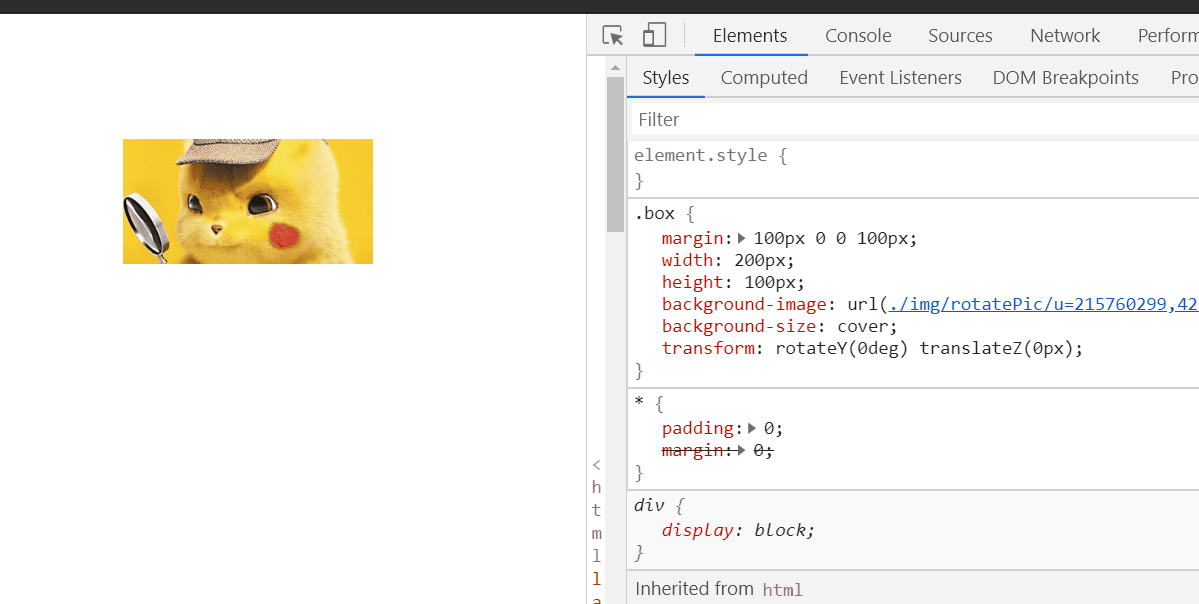 Elements Console Sources Network Perform
Styles Computed Event Listeners DOM Breakpoints Pro
Filter
element.style {
}
.box {
margin: 100px 0 0 100px;
width: 200px;
height: 100px;
background-image: url(./img/rotatePic/u=215760299,42
background-size: cover;
transform: rotateY(0deg) translateZ(0px);
}
* {
padding: 0;
margin: 0;
}
div {
display: block;
}
Inherited from html
<
h
t
m
l
l
a